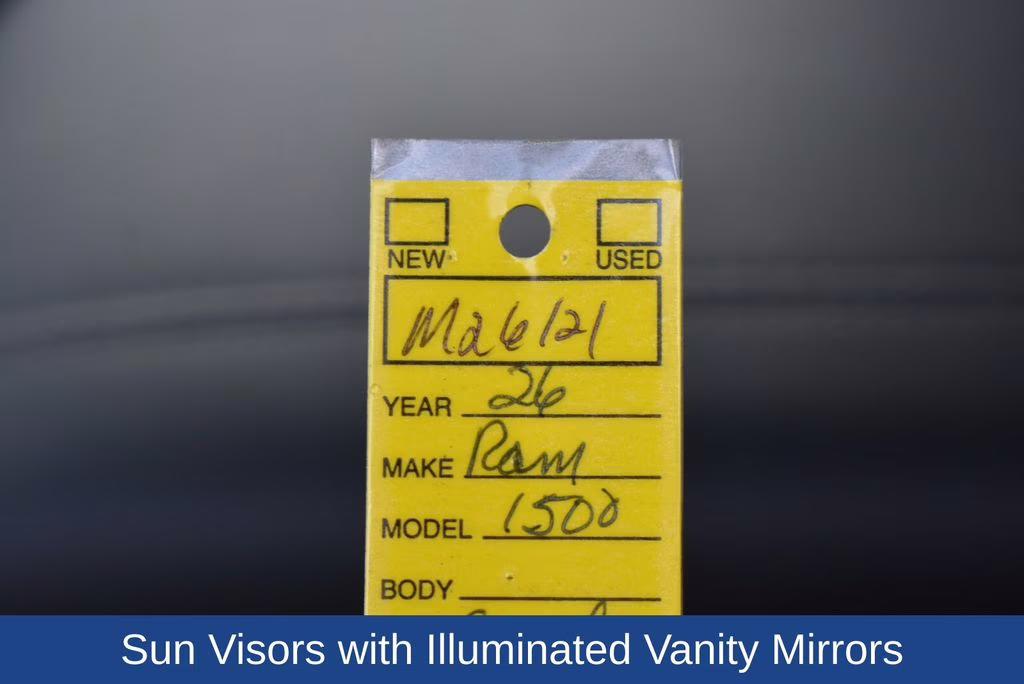 NEW USED
Ma6121
YEAR 26
MAKE Ram
MODEL 1500
BODY
Sun Visors with Illuminated Vanity Mirrors